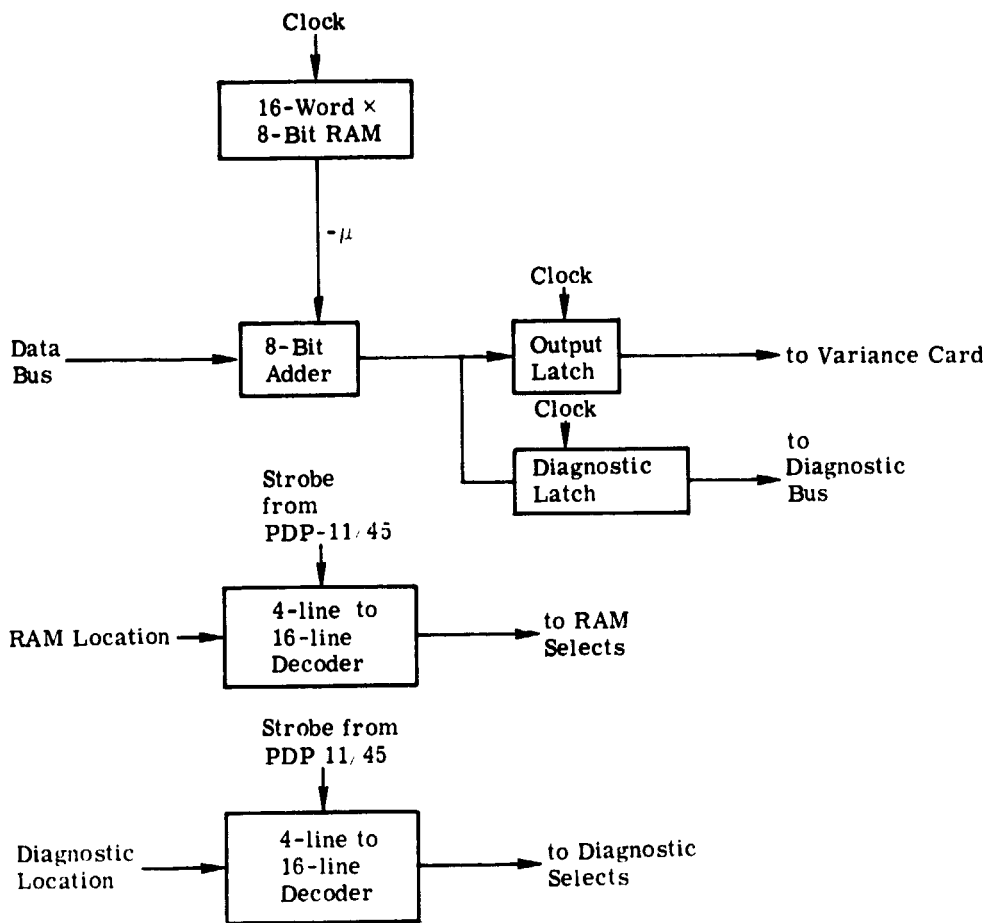 Clock
16-Word ×
8-Bit RAM
-μ
Clock
Data
Bus
8-Bit
Adder
Output
Latch
to Variance Card
Clock
Diagnostic
Latch
to
Diagnostic
Bus
Strobe
from
PDP-11/45
RAM Location
4-line to
16-line
Decoder
to RAM
Selects
Strobe from
PDP 11/45
Diagnostic
Location
4-line to
16-line
Decoder
to Diagnostic
Selects